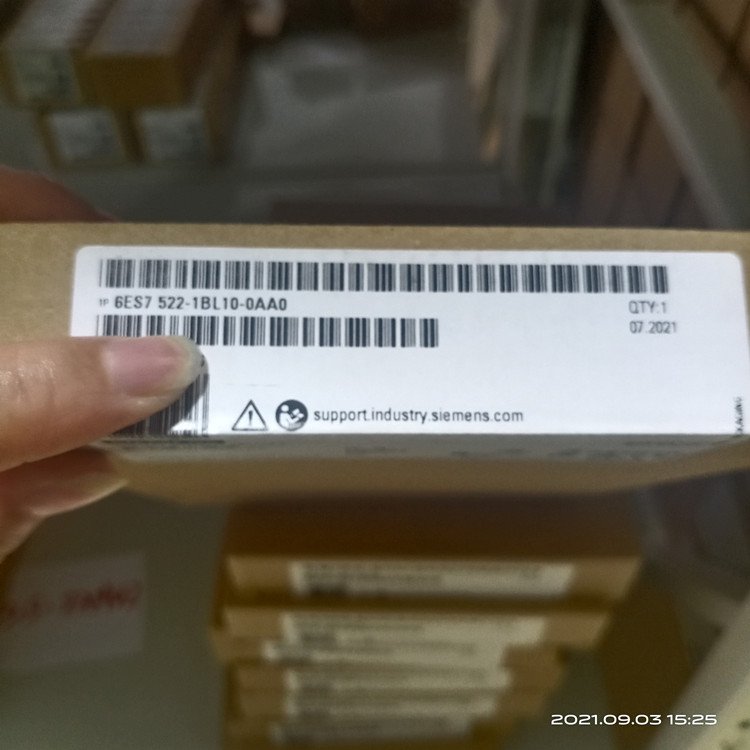 1P 6ES7 522-1BL10-0AA0
QTY:1
07.2021
support.industry.siemens.com
2021.09.03 15:25